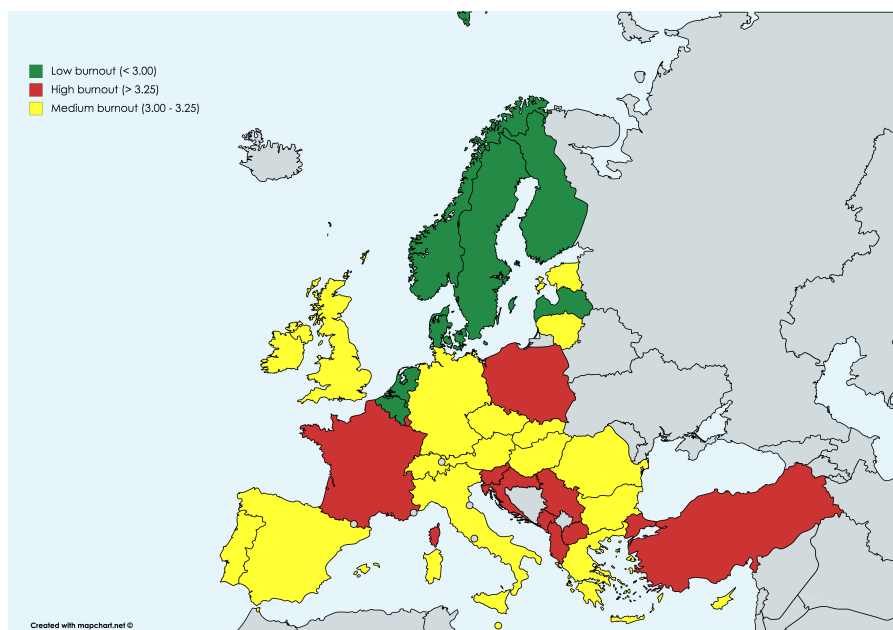 Low burnout (< 3.00)
High burnout (> 3.25)
Medium burnout (3.00 - 3.25)
Created with mapchart.net ©